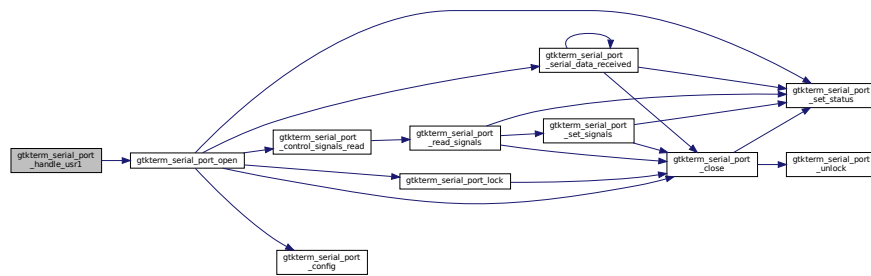 gtkterm_serial_port
_handle_usr1
gtkterm_serial_port_open
gtkterm_serial_port
_control_signals_read
gtkterm_serial_port
_read_signals
gtkterm_serial_port_lock
gtkterm_serial_port
_config
gtkterm_serial_port
_serial_data_received
gtkterm_serial_port
_set_signals
gtkterm_serial_port
_close
gtkterm_serial_port
_set_status
gtkterm_serial_port
_unlock